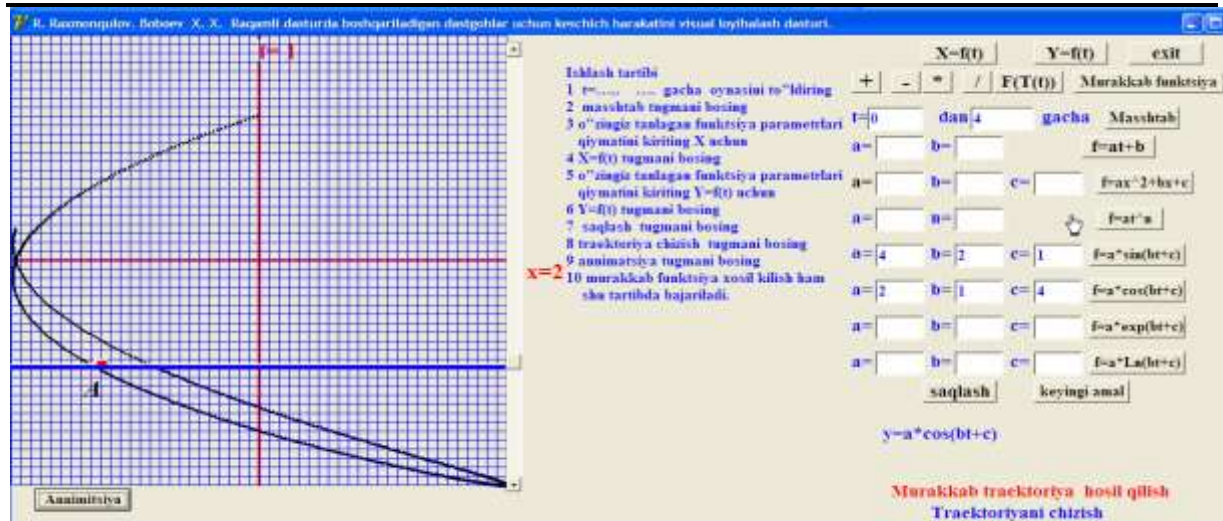 R. Raxmonqulov. Boboev X. X. Raqamli dasturda boshqariladigan dastgohlar uchun keschich harakatini visual loyihalash dasturi.
f= 1
X=f(t) Y=f(t) exit
+ - * / F(T(t)) Murakkab funktsiya
Ishlash tartibi
1 t=..... .... gacha oynasini to"ldiring
2 masshtab tugmani bosing
3 o"zingiz tanlagan funktsiya parametrlari
qiymatini kiriting X uchun
4 X=f(t) tugmani bosing
5 o"zingiz tanlagan funktsiya parametrlari
qiymatini kiriting Y=f(t) uchun
6 Y=f(t) tugmani bosing
7 saqlash tugmani bosing
8 traektoriya chizish tugmani bosing
9 annimatsiya tugmani bosing
10 murakkab funktsiya xosil kilish ham
shu tartibda bajariladi.
x=2
t= 0 dan 4 gacha Masshtab
a= b= f=at+b
a= b= c= f=ax^2+bx+c
a= n= f=at^n
a= 4 b= 2 c= 1 f=a*sin(bt+c)
a= 2 b= 1 c= 4 f=a*cos(bt+c)
a= b= c= f=a*exp(bt+c)
a= b= c= f=a*Ln(bt+c)
saqlash keyingi amal
y=a*cos(bt+c)
A
Annimitsiya
Murakkab traektoriya hosil qilish
Traektoriyani chizish